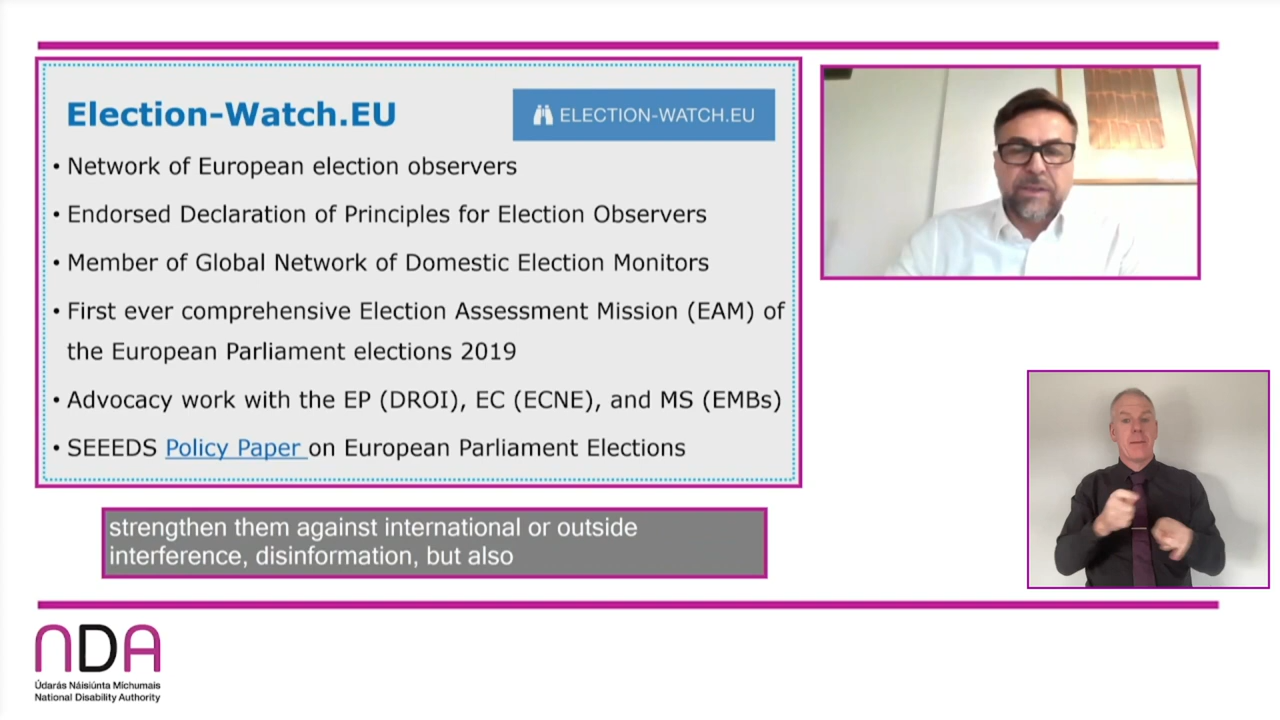 Election-Watch.EU
ELECTION-WATCH.EU
• Network of European election observers
• Endorsed Declaration of Principles for Election Observers
• Member of Global Network of Domestic Election Monitors
• First ever comprehensive Election Assessment Mission (EAM) of
the European Parliament elections 2019
• Advocacy work with the EP (DROI), EC (ECNE), and MS (EMBs)
• SEEEDS Policy Paper on European Parliament Elections
strengthen them against international or outside
interference, disinformation, but also
NDA
Údarás Náisiúnta Míchumais
National Disability Authority